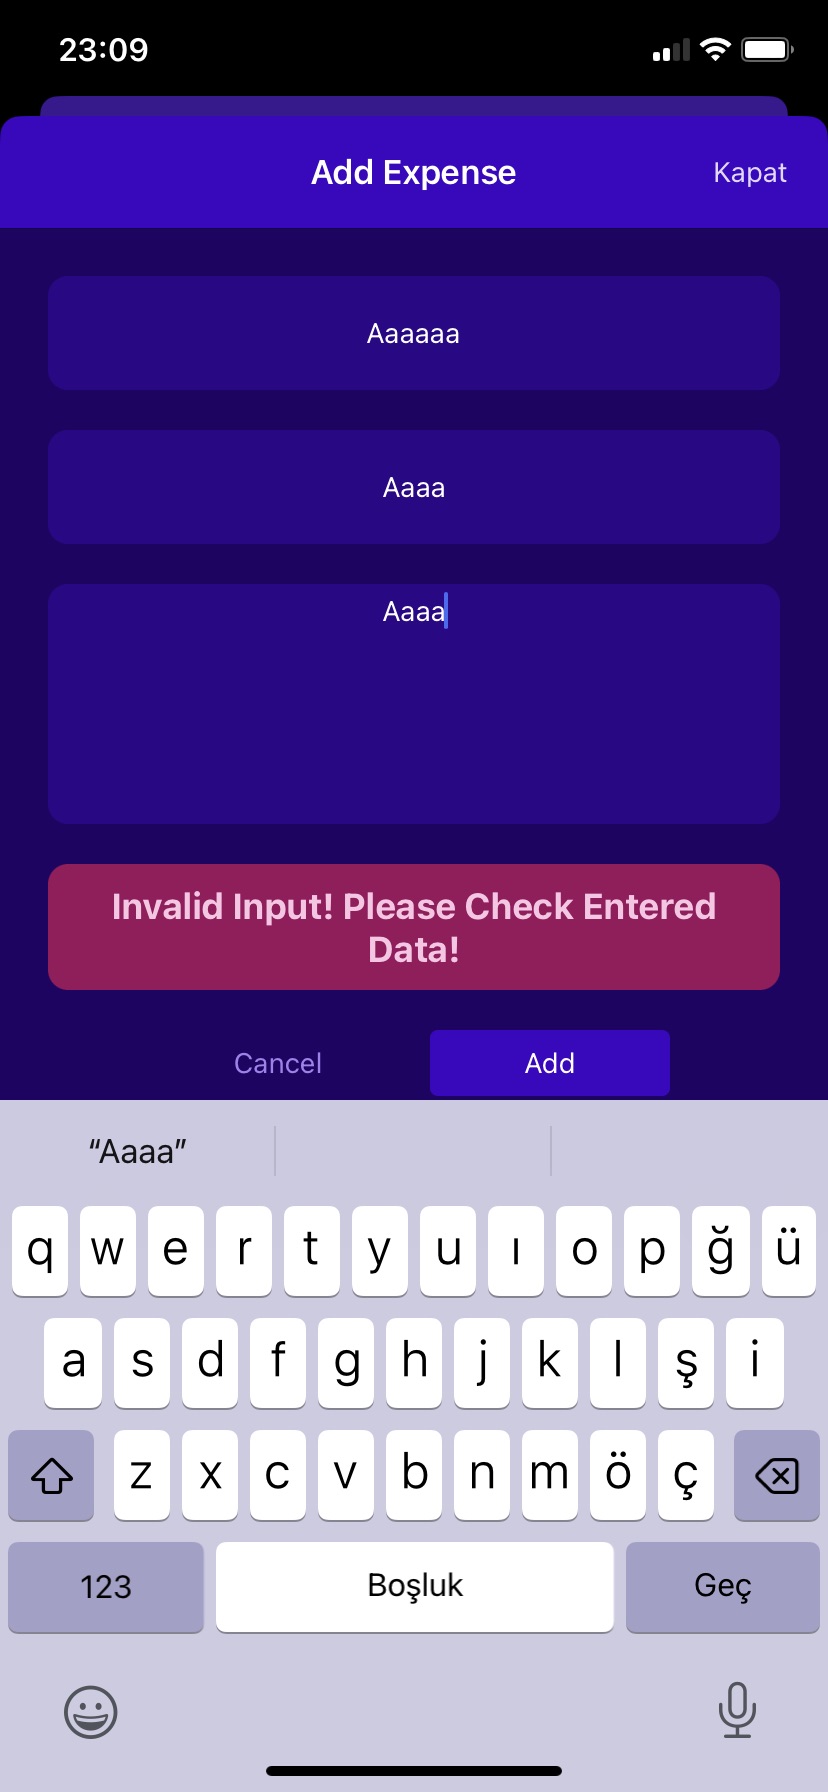 23:09
Add Expense
Kapat
Aaaaaa
Aaaa
Aaaa
Invalid Input! Please Check Entered
Data!
Cancel
Add
“Aaaa”
q w e r t y u ı o p ğ ü
a s d f g h j k l ş i
z x c v b n m ö ç
123
Boşluk
Geç